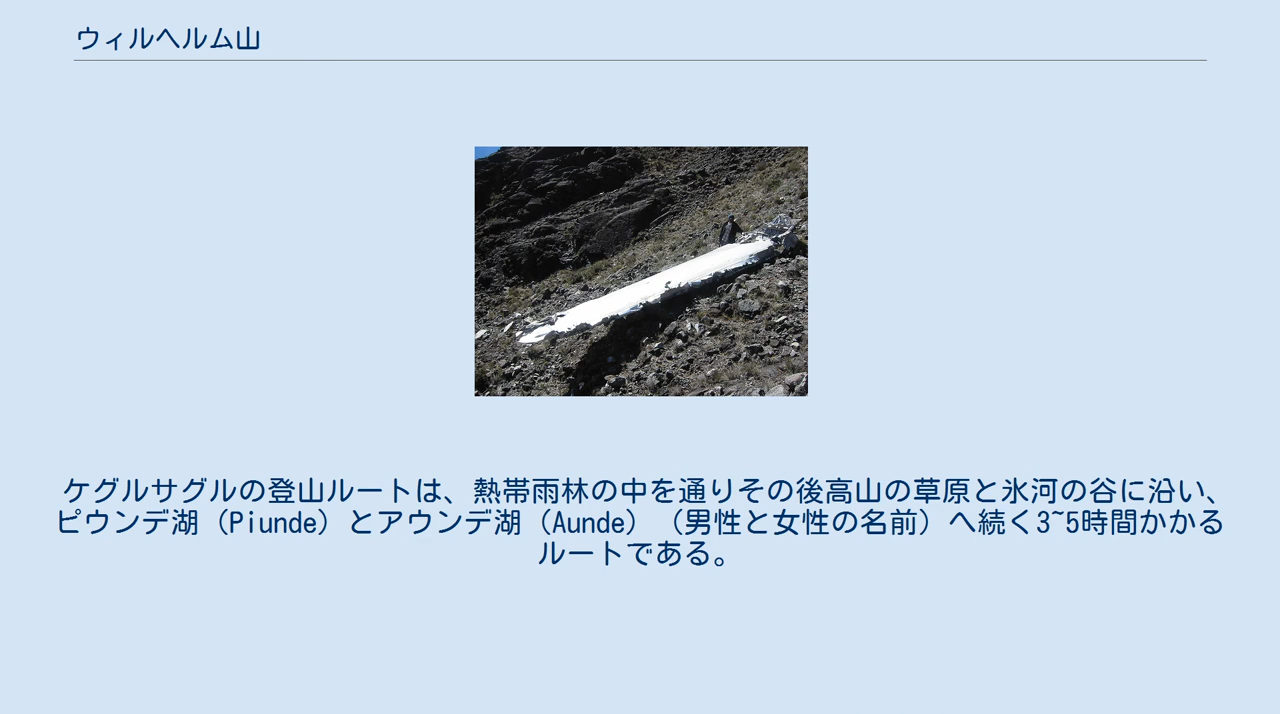 ウィルヘルム山
ケグルサグルの登山ルートは、熱帯雨林の中を通りその後高山の草原と氷河の谷に沿い、
ピウンデ湖（Piunde）とアウンデ湖（Aunde）（男性と女性の名前）へ続く3~5時間かかる
ルートである。